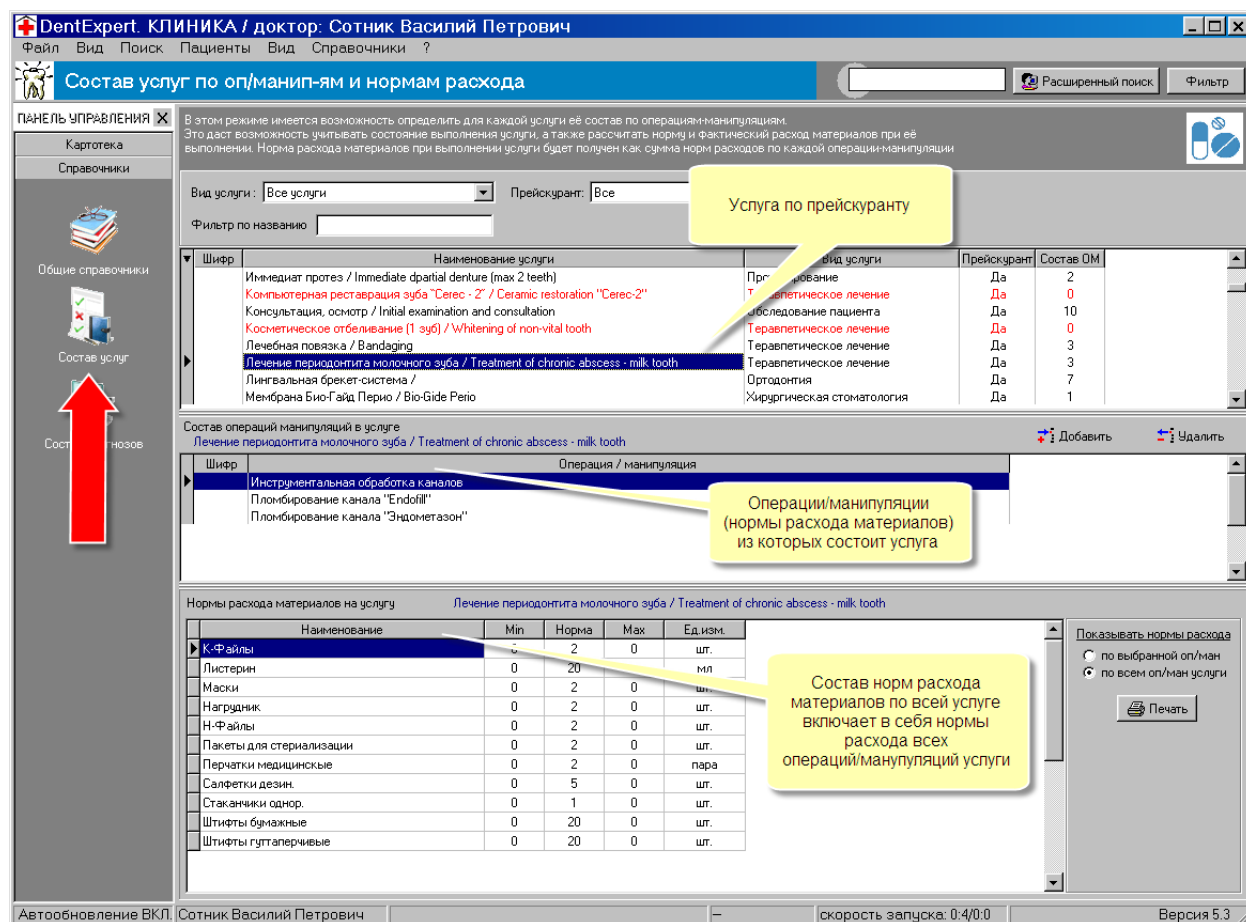 DentExpert. КЛИНИКА / доктор: Сотник Василий Петрович
Файл Вид Поиск Пациенты Вид Справочники ?
Состав услуг по оп/манип-ям и нормам расхода
Расширенный поиск
Фильтр
ПАНЕЛЬ УПРАВЛЕНИЯ X
Картотека
Справочники
Общие справочники
Состав услуг
В этом режиме имеется возможность определить для каждой услуги её состав по операциям-манипуляциям.
Это даст возможность учитывать состояние выполнения услуги, а также рассчитать норму и фактический расход материалов при её
выполнении. Норма расхода материалов при выполнении услуги будет получен как сумма норм расходов по каждой операции-манипуляции
Вид услуги : Все услуги Прейскурант: Все
Фильтр по названию
Услуга по прейскуранту
Шифр Наименование услуги Вид услуги Прейскурант Состав ОМ
Иммедиат протез / Immediate dpartial denture (max 2 teeth) Да 2
Компьютерная реставрация зуба "Cerec - 2" / Ceramic restoration "Cerec-2" Терапевтическое лечение Да 0
Консультация, осмотр / Initial examination and consultation Обследование пациента Да 10
Косметическое отбеливание (1 зуб) / Whitening of non-vital tooth Терапевтическое лечение Да 0
Лечебная повязка / Bandaging Терапевтическое лечение Да 3
Лечение периодонтита молочного зуба / Treatment of chronic abscess - milk tooth Терапевтическое лечение Да 3
Лингвальная брекет-система / Ортодонтия Да 7
Мембрана Био-Гайд Перио / Bio-Gide Perio Хирургическая стоматология Да 1
Состав операций манипуляций в услуге
Лечение периодонтита молочного зуба / Treatment of chronic abscess - milk tooth
Добавить Удалить
Шифр Операция / манипуляция
Инструментальная обработка каналов
Пломбирование канала "Endofill"
Пломбирование канала "Эндометазон"
Операции/манипуляции
(нормы расхода материалов)
из которых состоит услуга
Нормы расхода материалов на услугу Лечение периодонтита молочного зуба / Treatment of chronic abscess - milk tooth
Наименование Min Норма Max Ед.изм.
К-Файлы 2 0 шт.
Листерин 0 20 мл
Маски 0 2 0 шт.
Нагрудник 0 2 0 шт.
Н-Файлы 0 2 0 шт.
Пакеты для стериализации 0 2 0 шт.
Перчатки медицинскые 0 2 0 пара
Салфетки дезин. 0 5 0 шт.
Стаканчики однор. 0 1 0 шт.
Штифты бумажные 0 20 0 шт.
Штифты гуттаперчивые 0 20 0 шт.
Состав норм расхода
материалов по всей услуге
включает в себя нормы
расхода всех
операций/манупуляций услуги
Показывать нормы расхода
по выбранной оп/ман
по всем оп/ман услуги
Печать
Автообновление ВКЛ. Сотник Василий Петрович – скорость запуска: 0:4/0:0 Версия 5.3